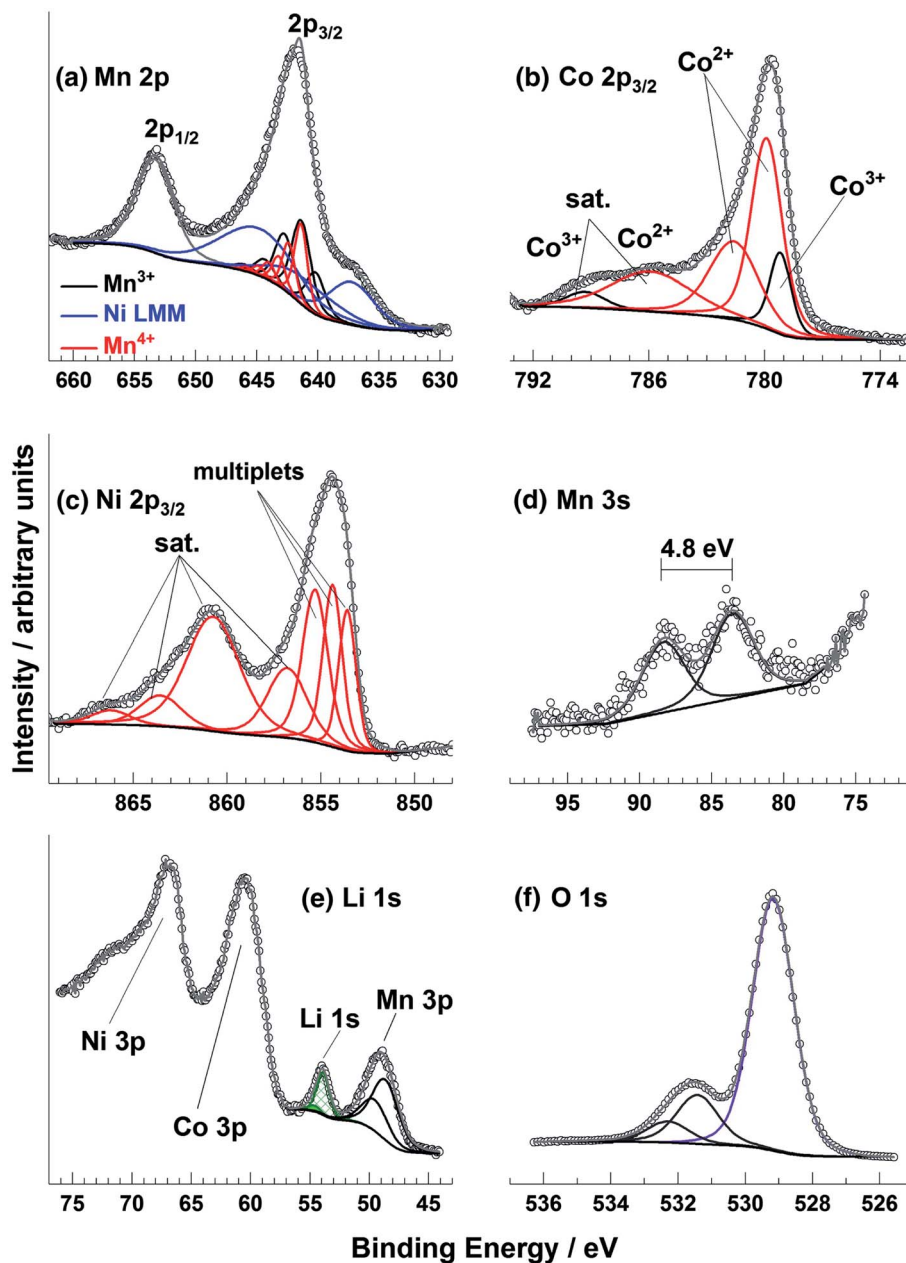 (a) Mn 2p
2p3/2
2p1/2
Mn3+
Ni LMM
Mn4+
660 655 650 645 640 635 630
(b) Co 2p3/2
Co2+
Co3+
sat.
Co3+ Co2+
792 786 780 774
(c) Ni 2p3/2
multiplets
sat.
865 860 855 850
(d) Mn 3s
4.8 eV
95 90 85 80 75
(e) Li 1s
Ni 3p
Co 3p
Li 1s
Mn 3p
75 70 65 60 55 50 45
(f) O 1s
536 534 532 530 528 526
Intensity / arbitrary units
Binding Energy / eV